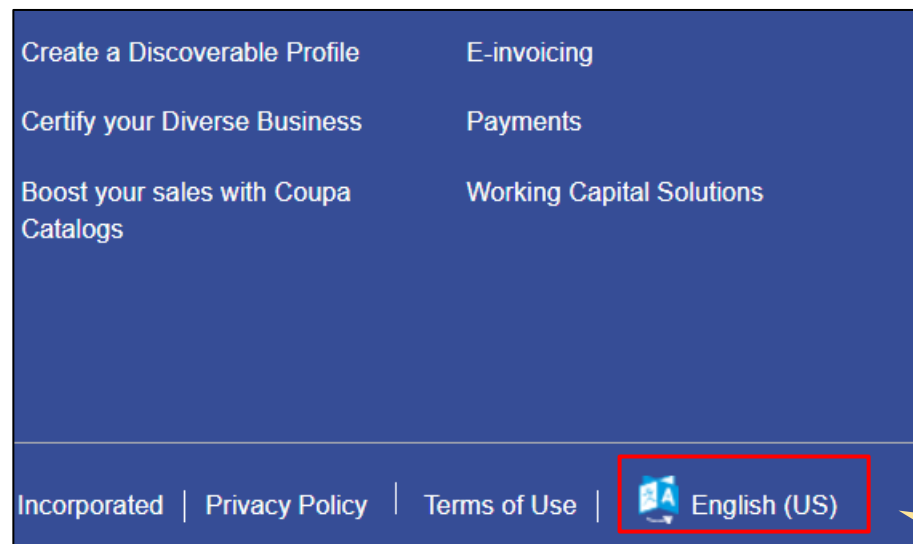 Create a Discoverable Profile
E-invoicing
Certify your Diverse Business
Payments
Boost your sales with Coupa
Catalogs
Working Capital Solutions
Incorporated | Privacy Policy | Terms of Use | English (US)